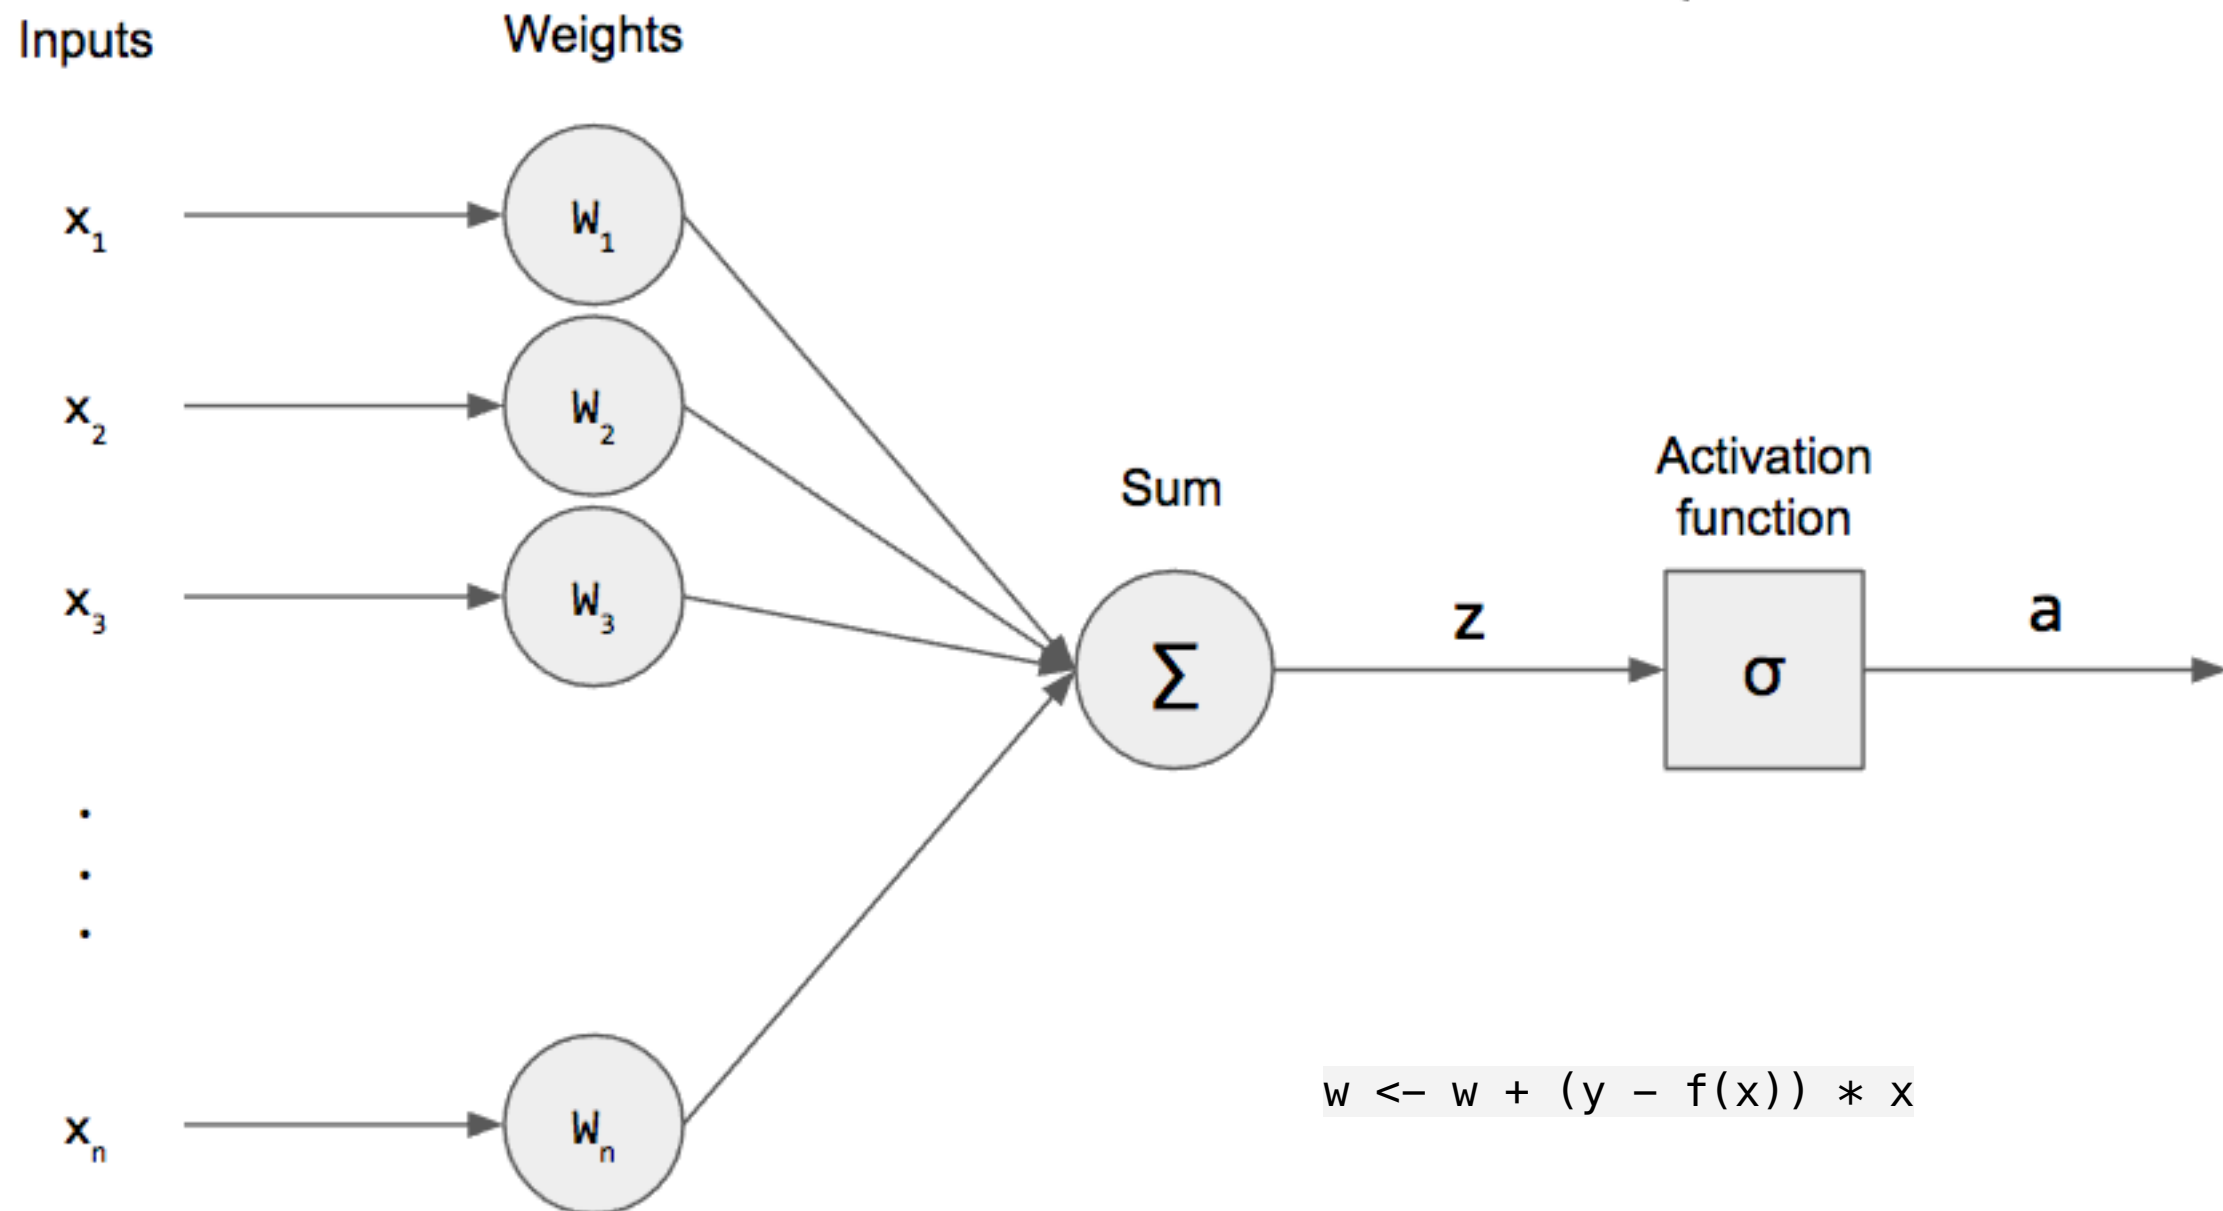 Inputs
Weights
x₁
W₁
x₂
W₂
x₃
W₃
Sum
Σ
z
Activation
function
σ
a
.
.
.
xₙ
Wₙ
w <– w + (y – f(x)) * x